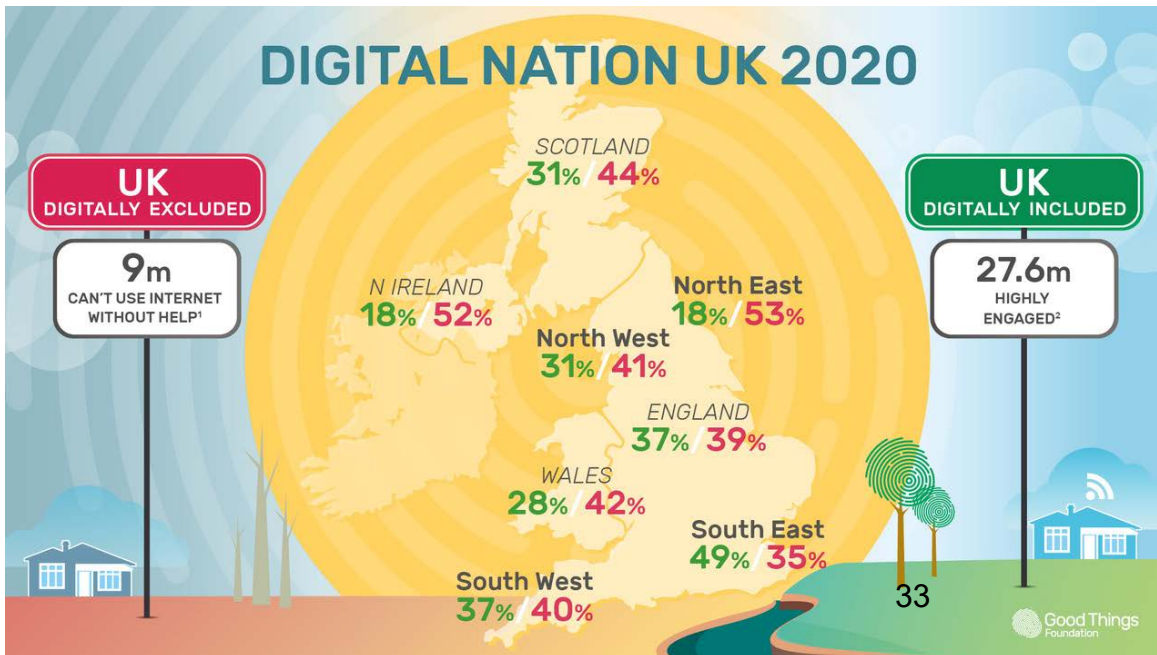 DIGITAL NATION UK 2020
UK
DIGITALLY EXCLUDED
9m
CAN'T USE INTERNET
WITHOUT HELP¹
SCOTLAND
31%/44%
N IRELAND
18%/52%
North East
18%/53%
North West
31%/41%
ENGLAND
37%/39%
WALES
28%/42%
South East
49%/35%
South West
37%/40%
UK
DIGITALLY INCLUDED
27.6m
HIGHLY
ENGAGED²
33
Good Things
Foundation